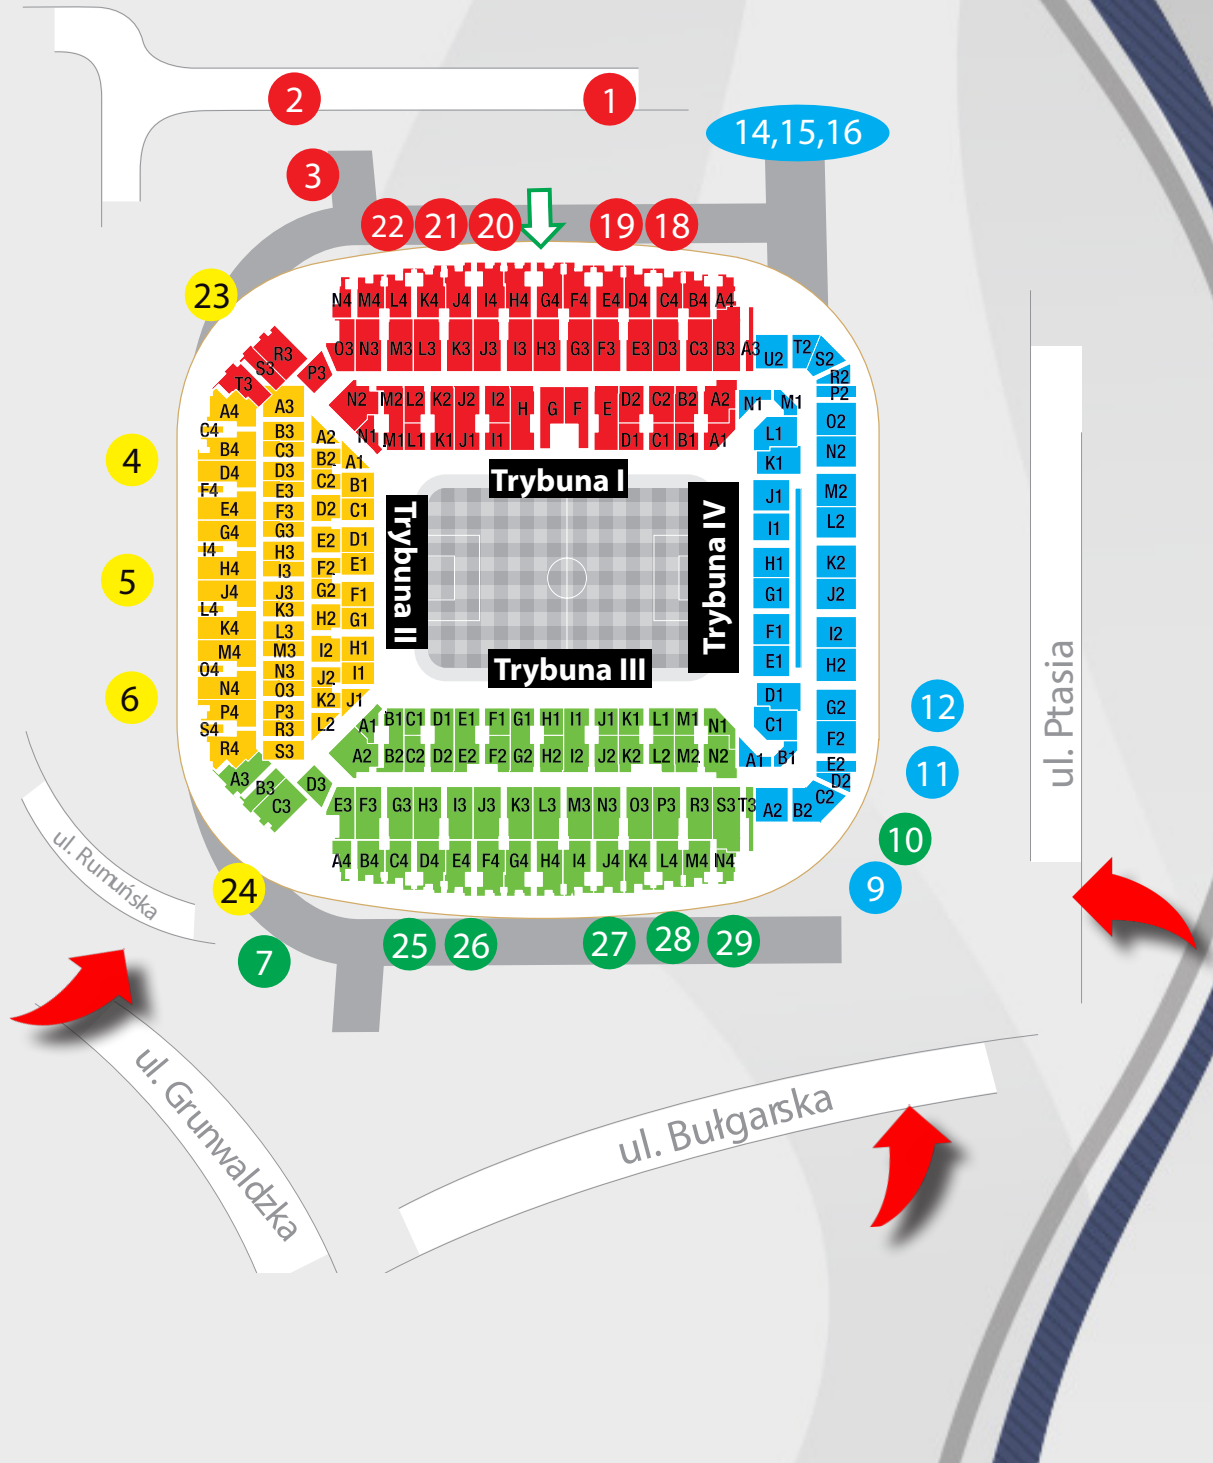 2
1
14,15,16
3
22 21 20 19 18
23
N4 M4 L4 K4 J4 I4 H4 G4 F4 E4 D4 C4 B4 A4
O3 N3 M3 L3 K3 J3 I3 H3 G3 F3 E3 D3 C3 B3 A3
R3
S3
T3
P3
N2 M2 L2 K2 J2 I2 H G F E D2 C2 B2 A2
N1 M1 L1 K1 J1 I1 D1 C1 B1 A1
U2 T2 S2
R2
P2
O2
N2
M2
L2
K2
J2
I2
H2
G2
F2
E2
D2
C2
B2
A2
N1 M1
L1
K1
J1
I1
H1
G1
F1
E1
D1
C1
A1 B1
A4
C4
B4
D4
F4
E4
G4
I4
H4
J4
L4
K4
M4
O4
N4
P4
S4
R4
A3
B3
C3
D3
E3
F3
G3
H3
I3
J3
K3
L3
M3
N3
O3
P3
R3
S3
A2
B2
C2
D2
E2
F2
G2
H2
I2
J2
K2
L2
A1
B1
C1
D1
E1
F1
G1
H1
I1
J1
Trybuna I
Trybuna II
Trybuna III
Trybuna IV
4
5
6
12
11
10
9
A1 B1 C1 D1 E1 F1 G1 H1 I1 J1 K1 L1 M1 N1
A2 B2 C2 D2 E2 F2 G2 H2 I2 J2 K2 L2 M2 N2
A3
B3
C3
D3
E3 F3 G3 H3 I3 J3 K3 L3 M3 N3 O3 P3 R3 S3 T3
A4 B4 C4 D4 E4 F4 G4 H4 I4 J4 K4 L4 M4 N4
24
7
25 26 27 28 29
ul. Ptasia
ul. Rumuńska
ul. Grunwaldzka
ul. Bułgarska